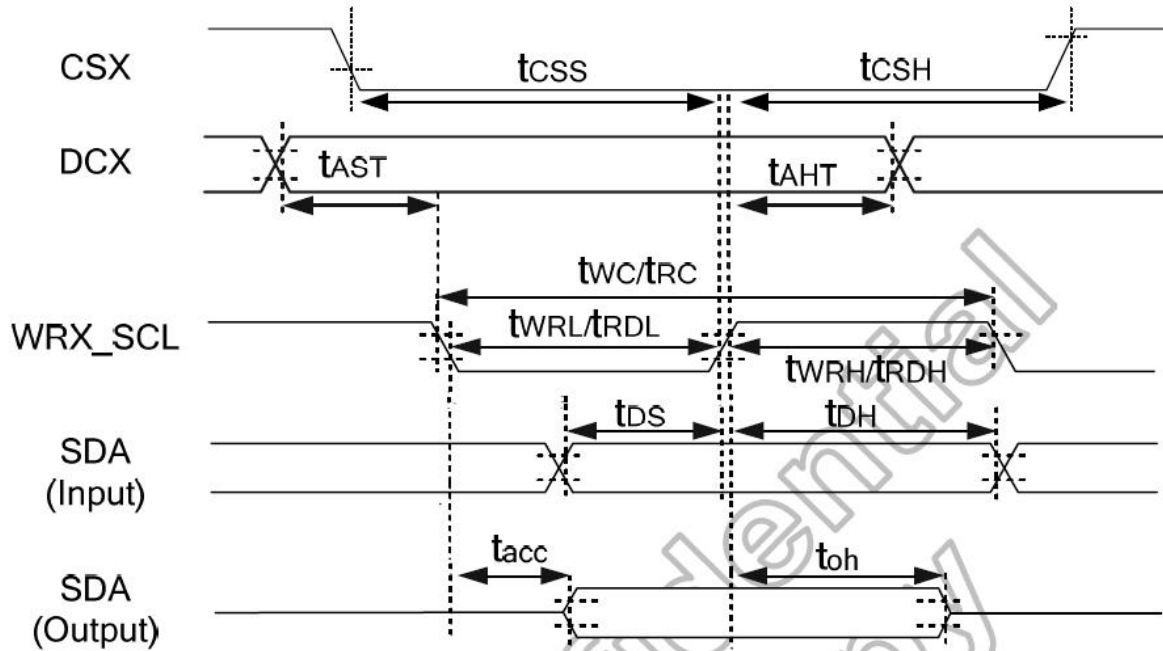 CSX
tCSS
tCSH
DCX
tAST
tAHT
tWC/tRC
WRX_SCL
tWRL/tRDL
tWRH/tRDH
SDA
(Input)
tDS
tDH
SDA
(Output)
tacc
toh